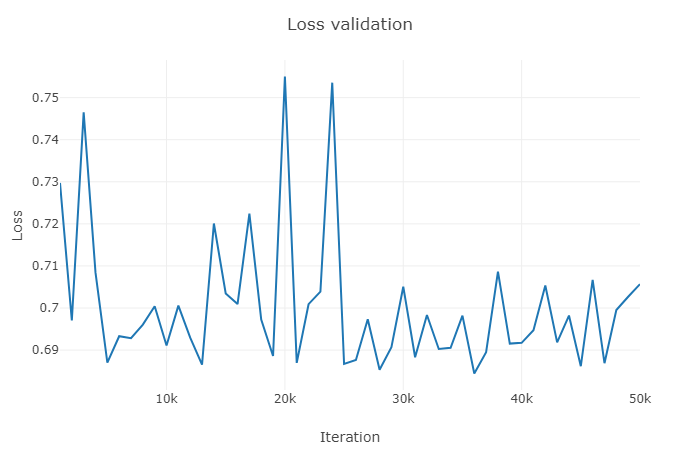 Loss validation
Loss
0.75
0.74
0.73
0.72
0.71
0.7
0.69
10k
20k
30k
40k
50k
Iteration